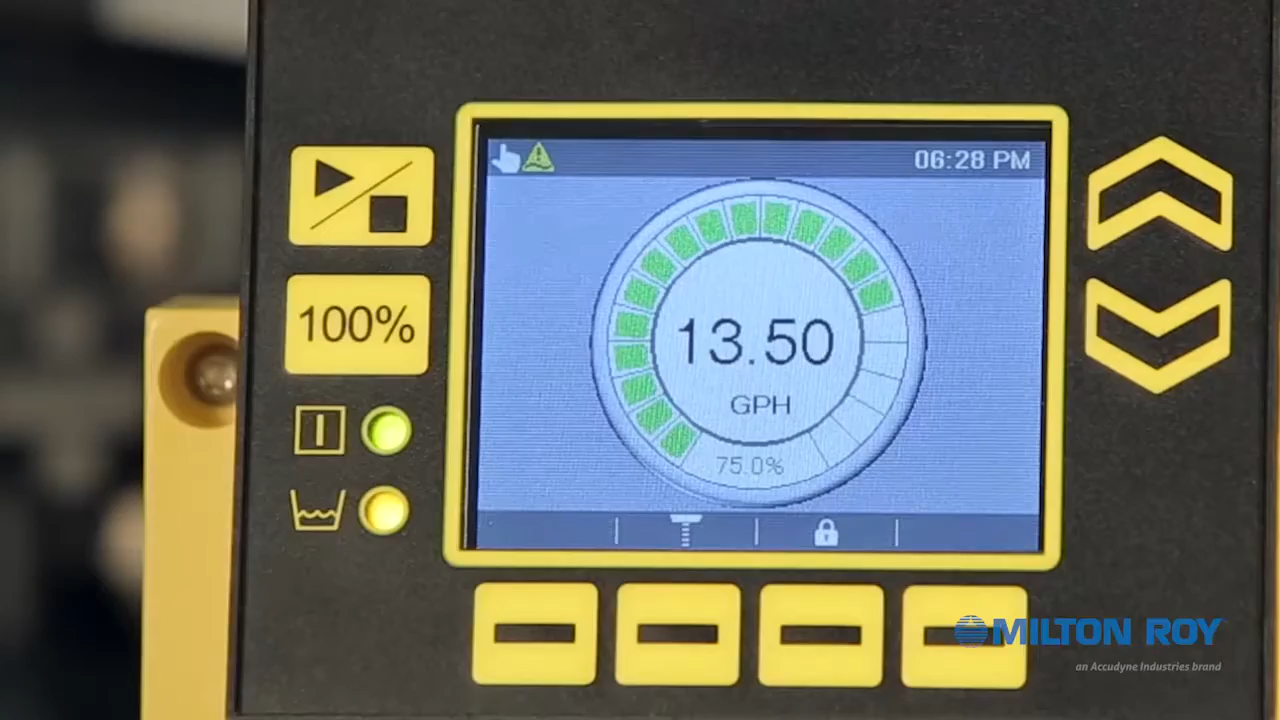 06:28 PM
100%
13.50
GPH
75.0%
MILTON ROY
an Accudyne Industries brand